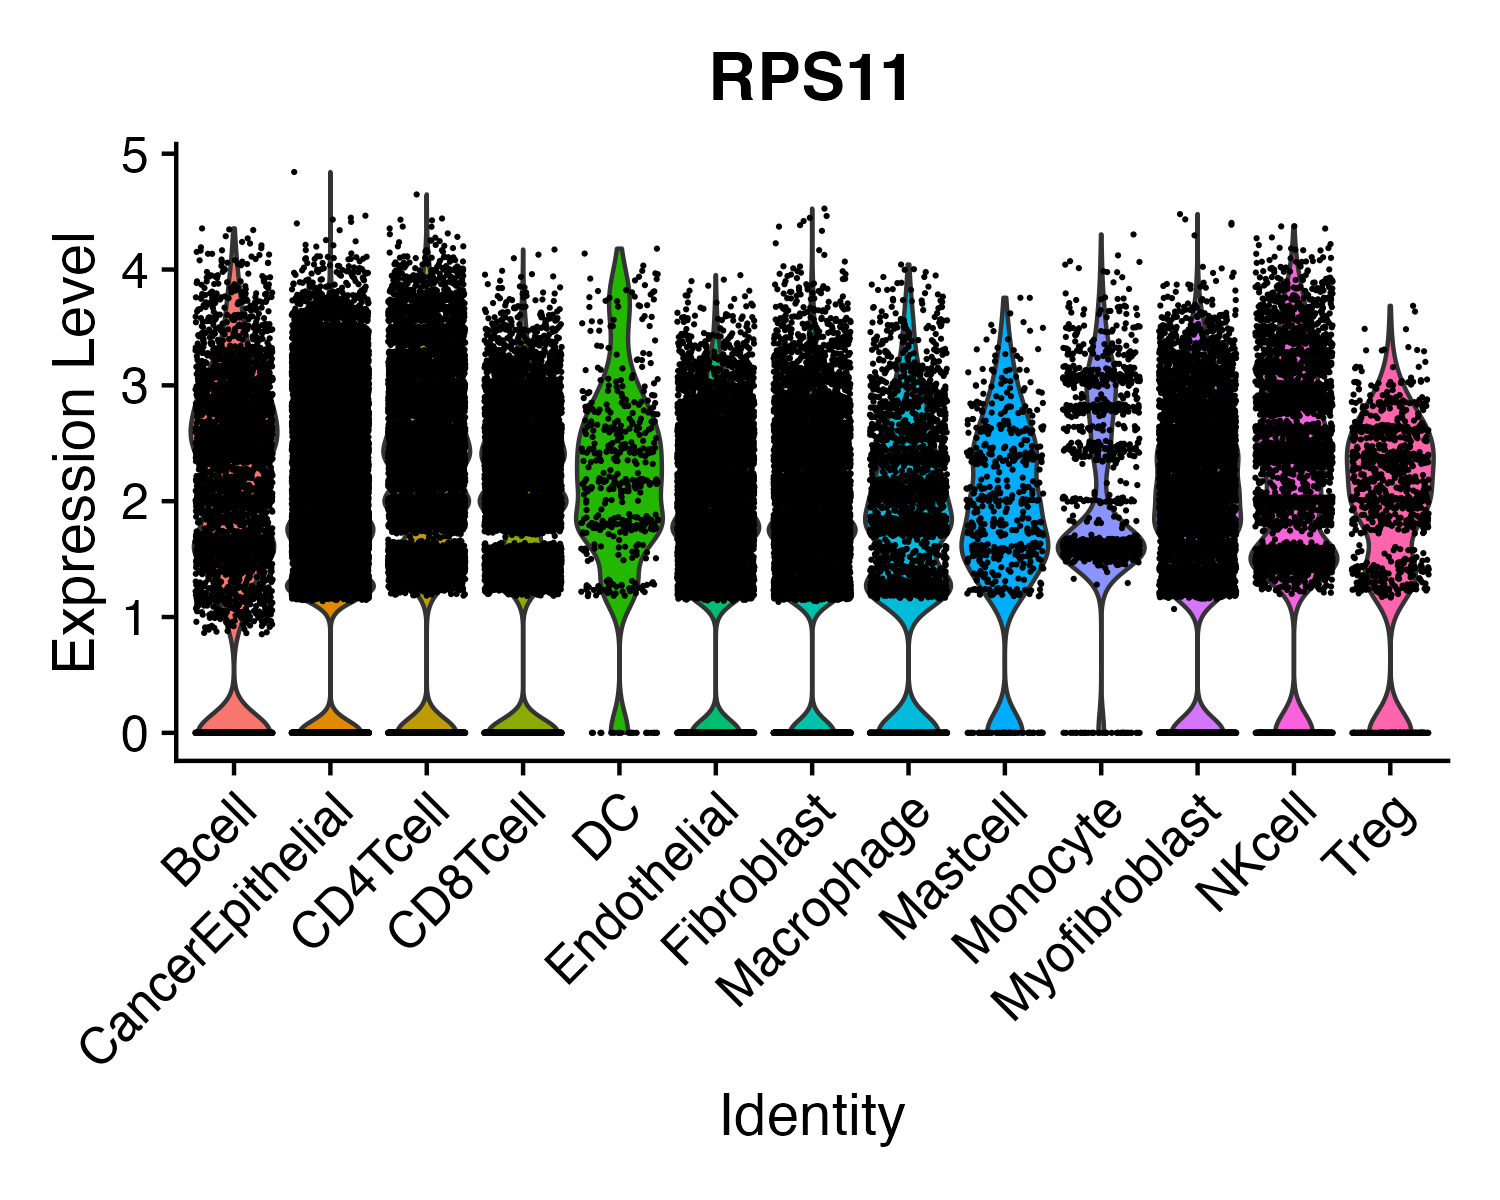 RPS11
Expression Level
5
4
3
2
1
0
Bcell
CancerEpithelial
CD4Tcell
CD8Tcell
DC
Endothelial
Fibroblast
Macrophage
Mastcell
Monocyte
Myofibroblast
NKcell
Treg
Identity